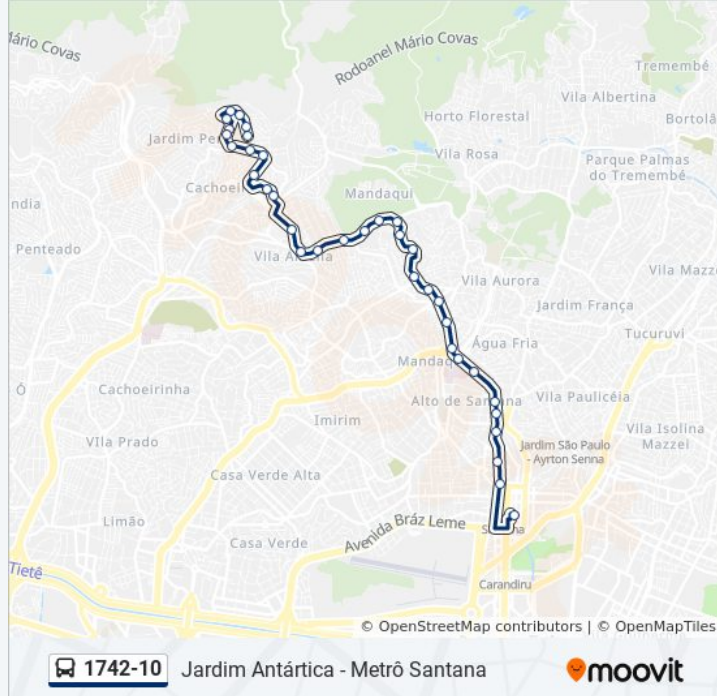 Mário Covas
Rodoanel Mário Covas
Tremembé
Vila Albertina
Horto Florestal
Bortolâ
Jardim Pe
Vila Rosa
Parque Palmas
do Tremembé
Cachoei
Mandaqui
ndia
Penteado
Vila A
Vila Aurora
Vila Mazze
Jardim França
Tucuruvi
Água Fria
Mandaq
Ó
Cachoeirinha
Alto de Santana
Vila Paulicéia
Imirim
Vila Isolina
Mazzei
VIla Prado
Jardim São Paulo
- Ayrton Senna
Casa Verde Alta
Limão
Avenida Bráz Leme
Casa Verde
Tietê
Carandiru
© OpenStreetMap contributors | © OpenMapTiles
1742-10 Jardim Antártica - Metrô Santana moovit